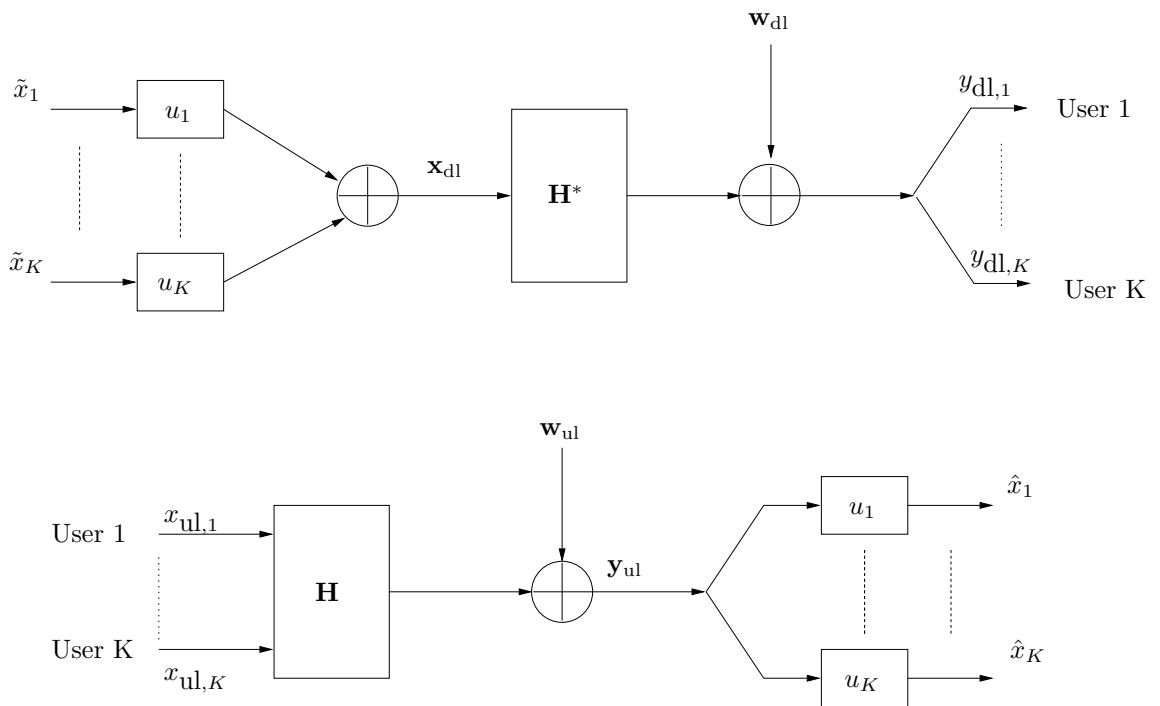 𝐰_dl
x̃_1
u_1
y_dl,1
User 1
𝐱_dl
𝐇*
x̃_K
u_K
y_dl,K
User K
𝐰_ul
User 1
x_ul,1
u_1
x̂_1
𝐇
𝐲_ul
User K
x_ul,K
u_K
x̂_K